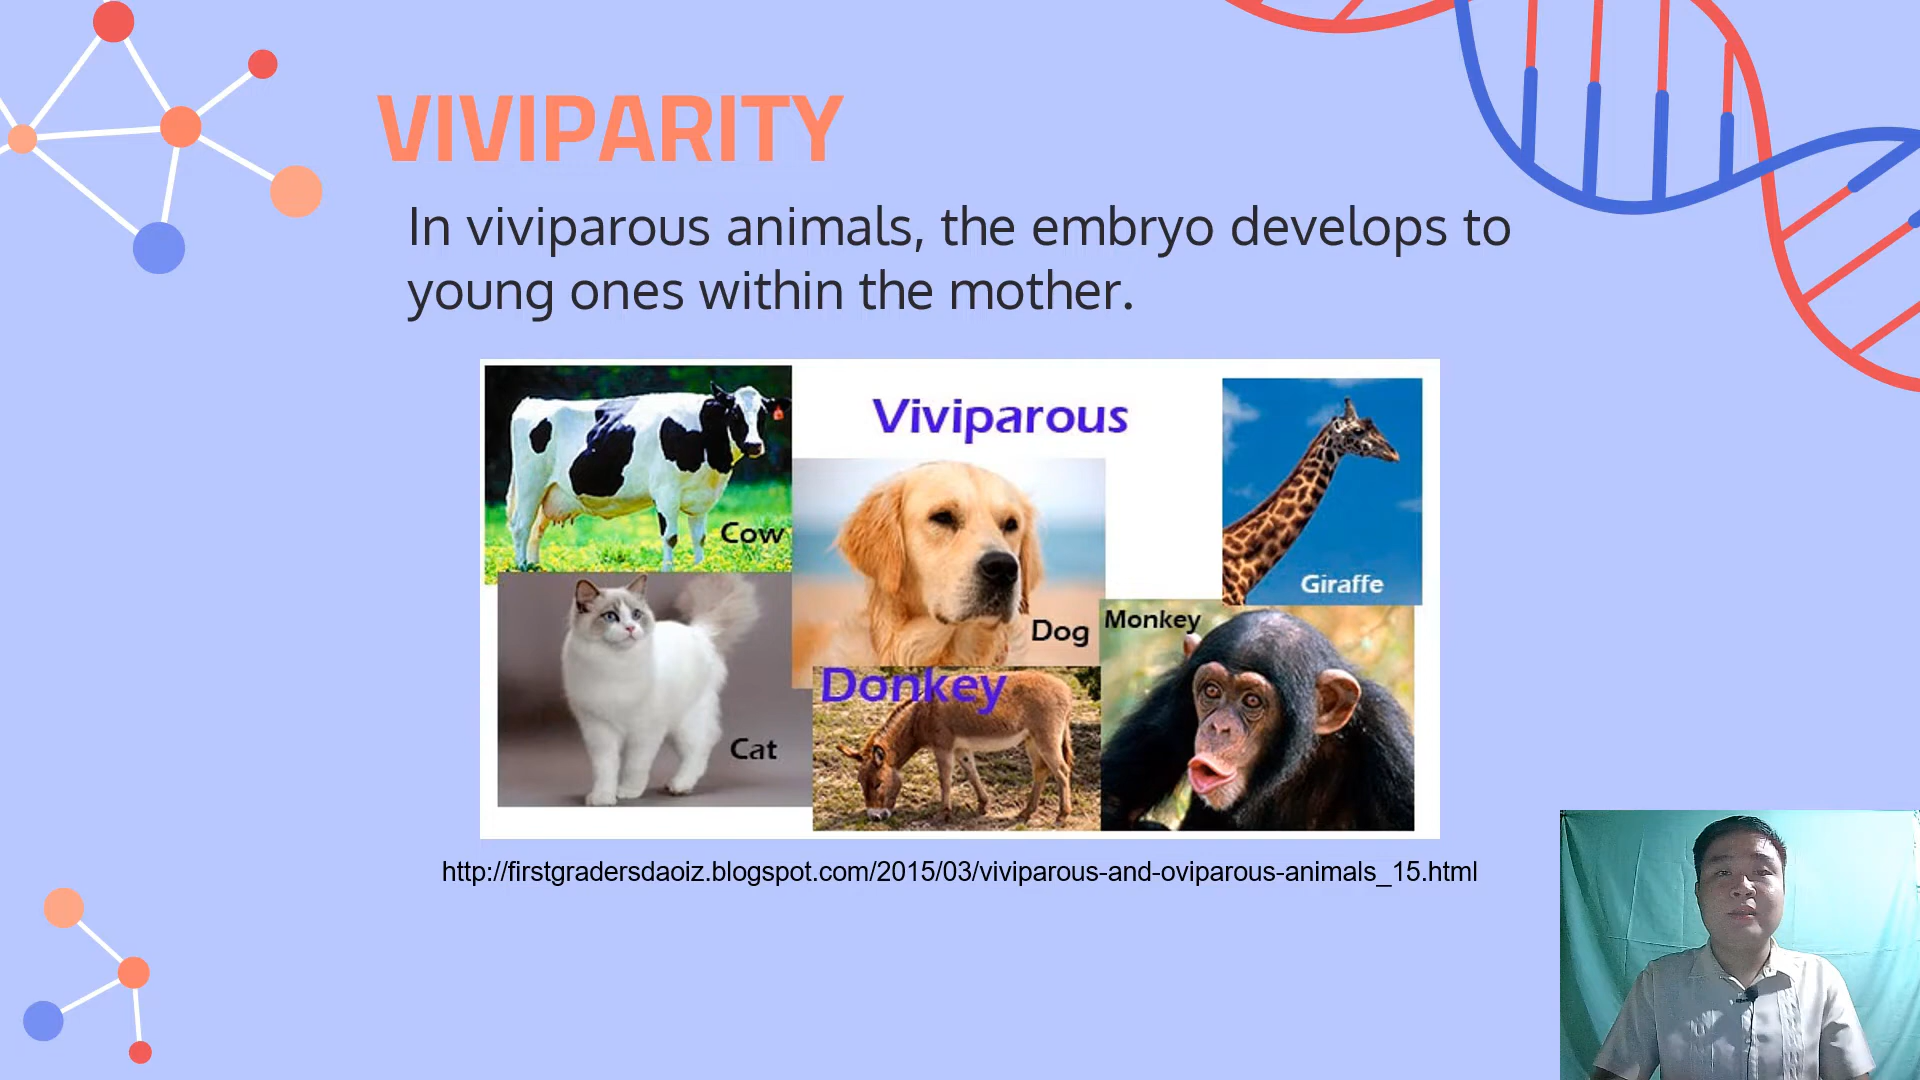 VIVIPARITY
In viviparous animals, the embryo develops to
young ones within the mother.
Viviparous
Cow
Giraffe
Dog
Monkey
Donkey
Cat
http://firstgradersdaoiz.blogspot.com/2015/03/viviparous-and-oviparous-animals_15.html